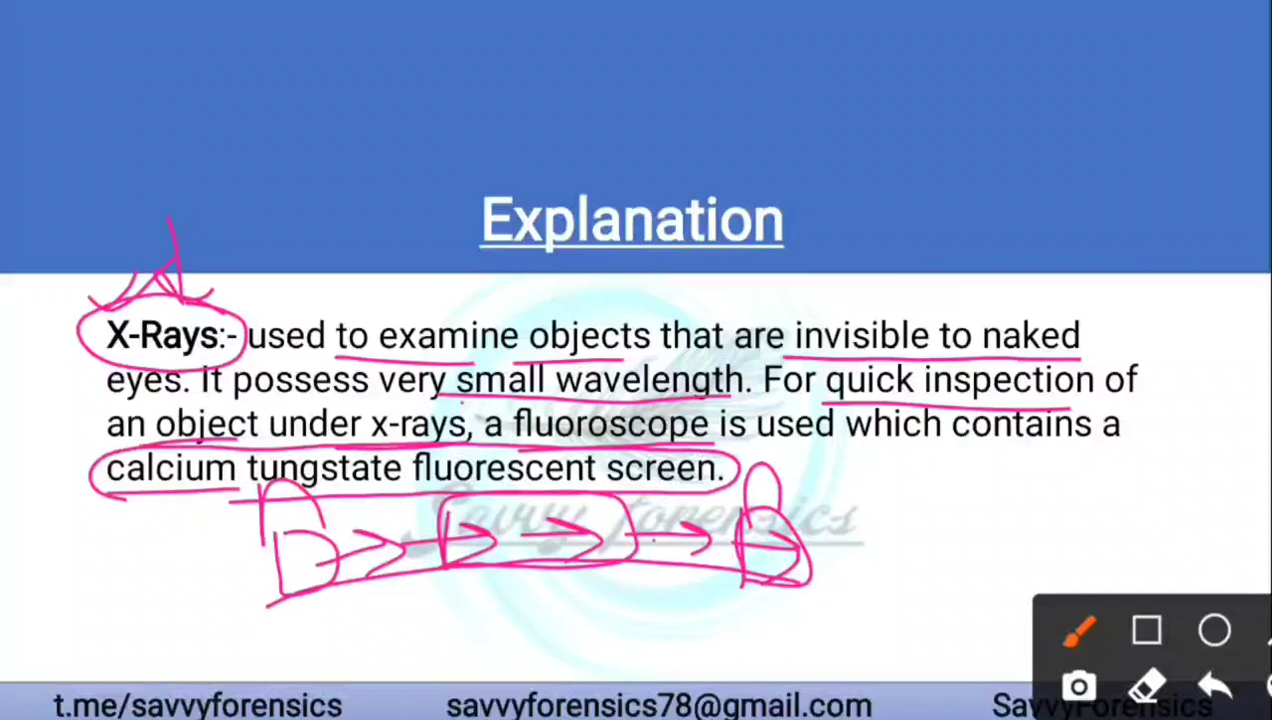 Explanation
X-Rays:- used to examine objects that are invisible to naked
eyes. It possess very small wavelength. For quick inspection of
an object under x-rays, a fluoroscope is used which contains a
calcium tungstate fluorescent screen.
Savvy forensics
t.me/savvyforensics savvyforensics78@gmail.com SavvyForensics